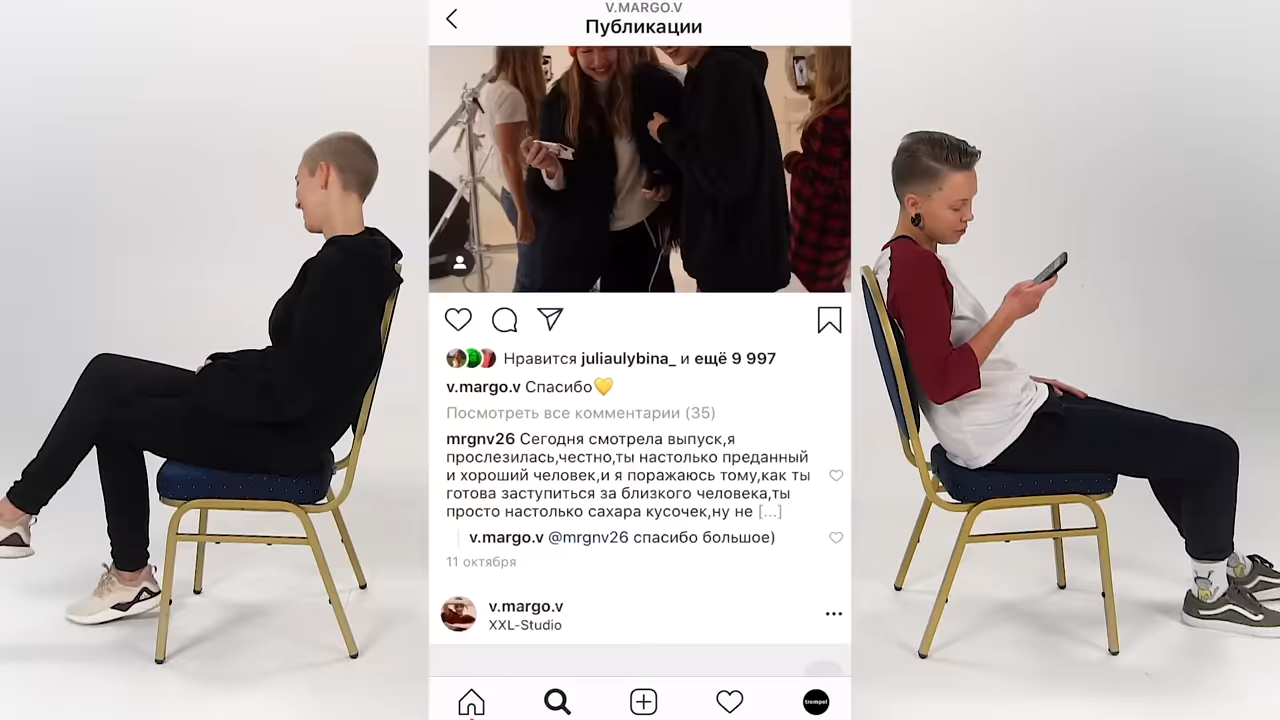 V.MARGO.V
Публикации
Нравится juliaulybina_ и ещё 9 997
v.margo.v Спасибо💛
Посмотреть все комментарии (35)
mrgnv26 Сегодня смотрела выпуск,я
прослезилась,честно,ты настолько преданный
и хороший человек,и я поражаюсь тому,как ты
готова заступиться за близкого человека,ты
просто настолько сахара кусочек,ну не [...]
v.margo.v @mrgnv26 спасибо большое)
11 октября
v.margo.v
XXL-Studio
trempel